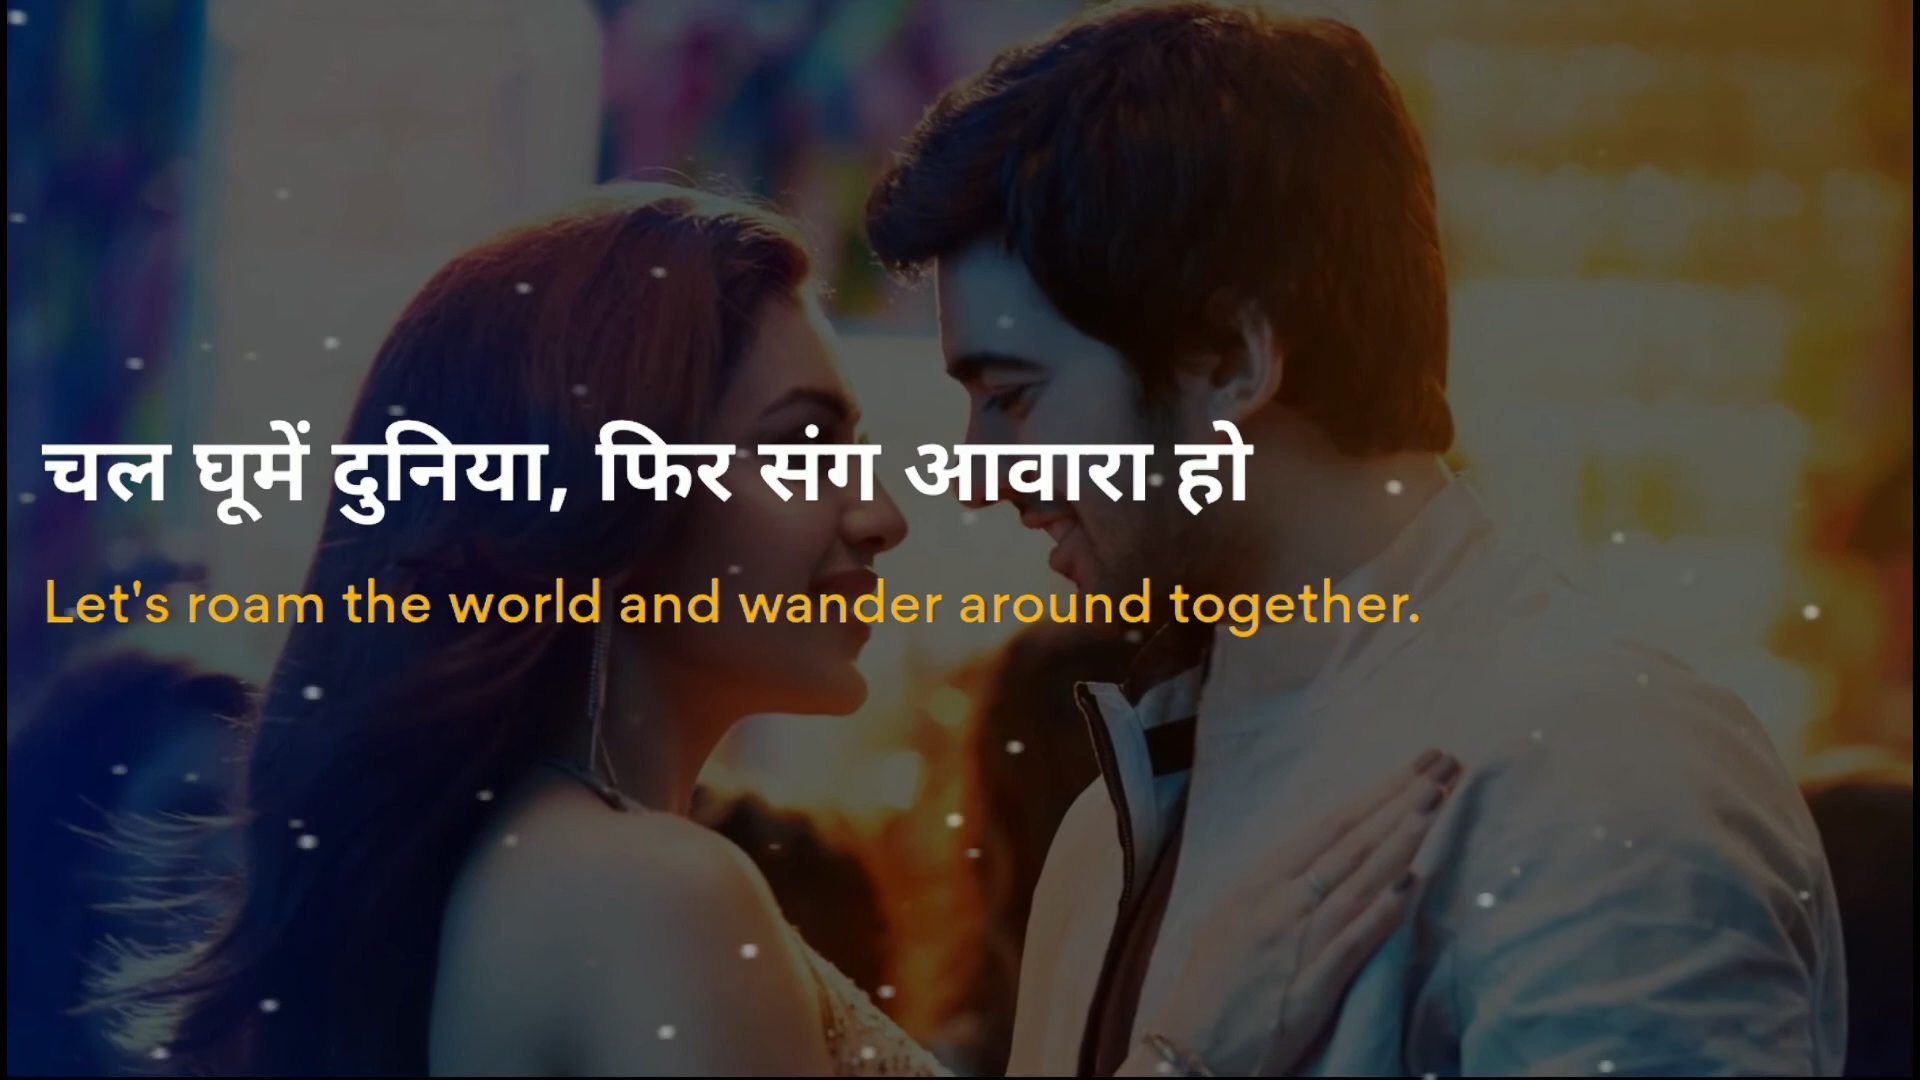 चल घूमें दुनिया, फिर संग आवारा हो
Let's roam the world and wander around together.